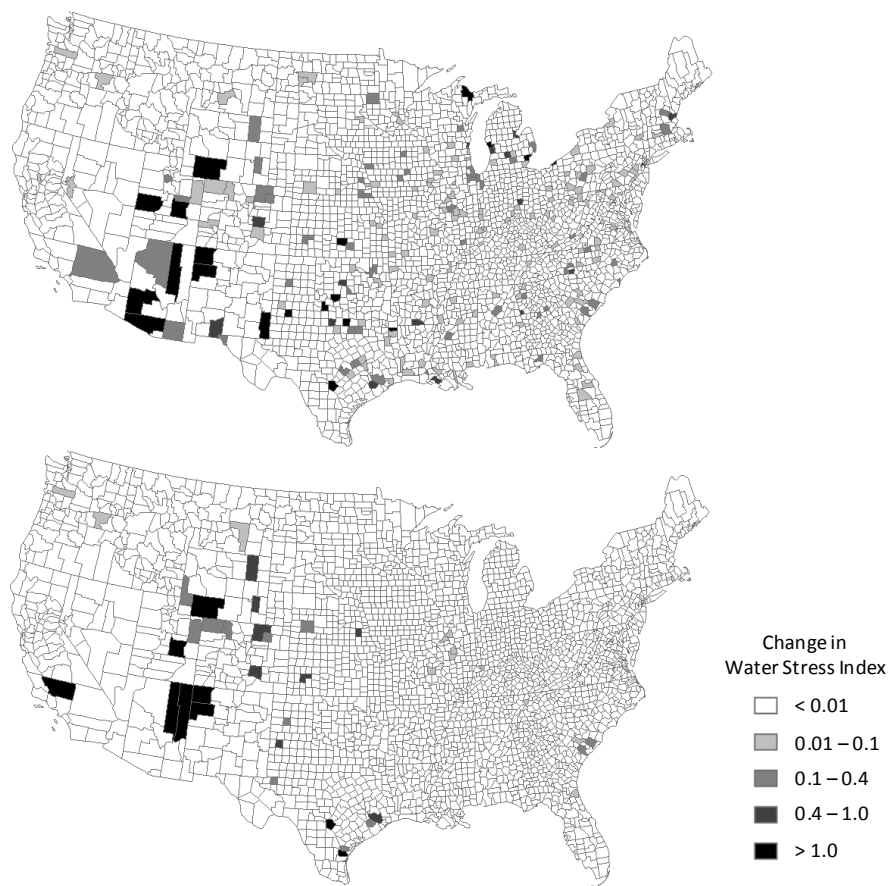 Change in
Water Stress Index
< 0.01
0.01 – 0.1
0.1 – 0.4
0.4 – 1.0
> 1.0